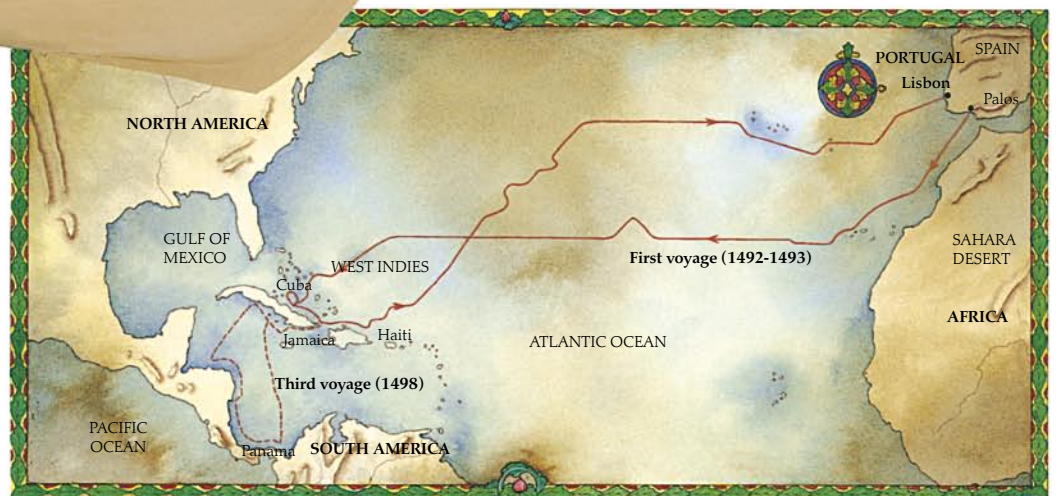 SPAIN
PORTUGAL
Lisbon
Palos
NORTH AMERICA
GULF OF
MEXICO
WEST INDIES
First voyage (1492-1493)
SAHARA
DESERT
Cuba
AFRICA
Jamaica
Haiti
ATLANTIC OCEAN
Third voyage (1498)
PACIFIC
OCEAN
Panama
SOUTH AMERICA